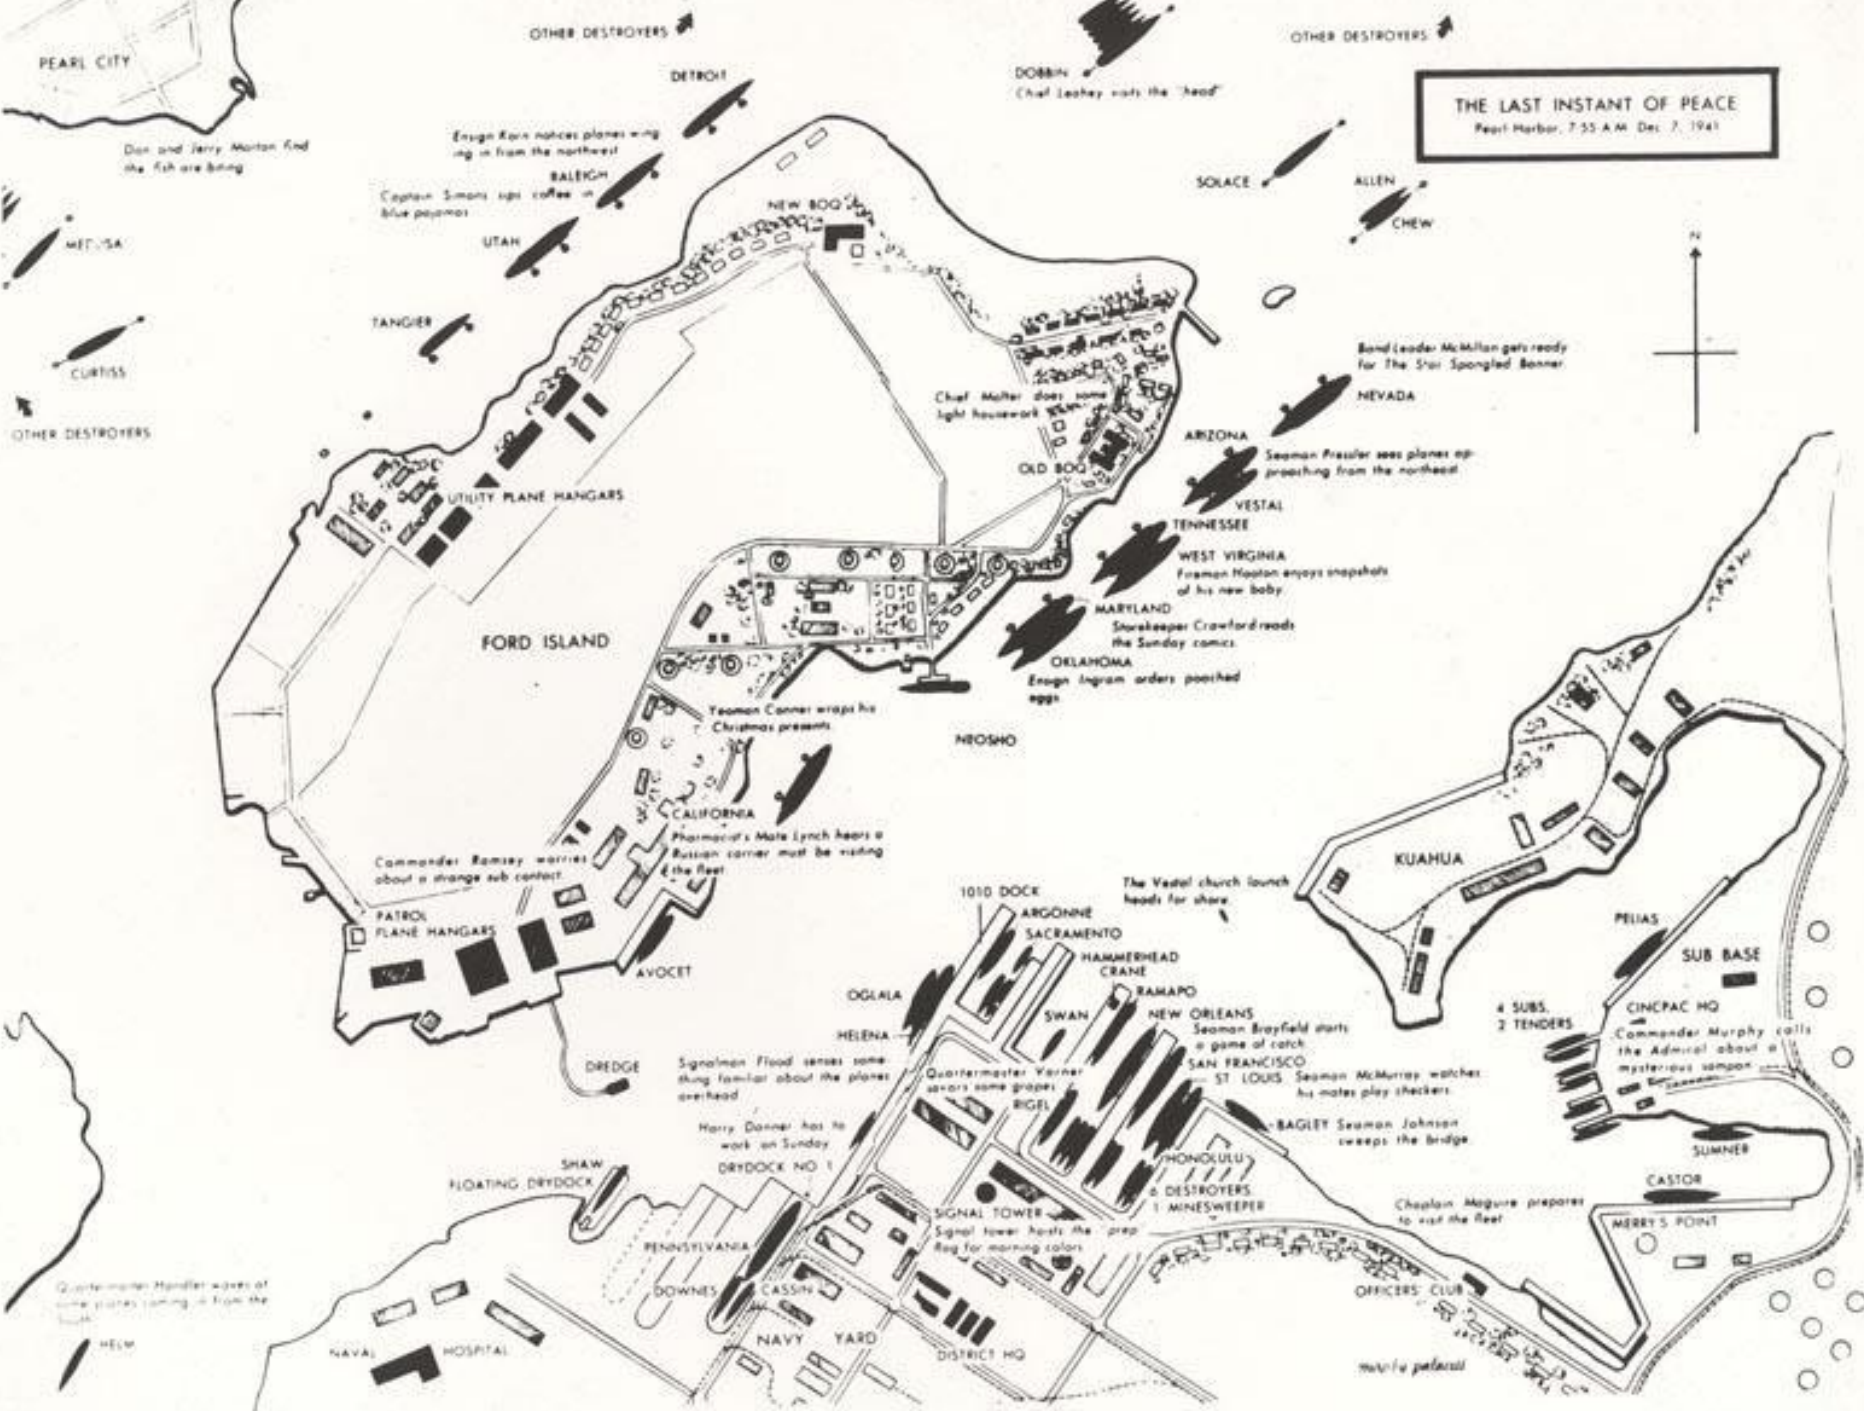 PEARL CITY
OTHER DESTROYERS
DOBBIN
Chief Leahey visits the "head"
OTHER DESTROYERS
THE LAST INSTANT OF PEACE
Pearl Harbor, 7:55 A.M. Dec. 7, 1941
DETROIT
Don and Jerry Morton find
the fish are biting
Ensign Korn notices planes wing
ing in from the northwest
RALEIGH
Captain Simons sips coffee in
blue pajamas
UTAH
NEW BOQ
SOLACE
ALLEN
CHEW
N
MEDUSA
CURTISS
OTHER DESTROYERS
TANGIER
Band Leader McMillan gets ready
for The Star Spangled Banner
NEVADA
Chief Molter does some
light housework
OLD BOQ
ARIZONA
Seaman Pressler sees planes ap-
proaching from the northeast
VESTAL
UTILITY PLANE HANGARS
TENNESSEE
WEST VIRGINIA
Fireman
enjoys snapshots
of his new baby
MARYLAND
Storekeeper Crawford reads
the Sunday comics
OKLAHOMA
Ensign Ingram orders poached
eggs
FORD ISLAND
Yeoman Conner wraps his
Christmas presents
NEOSHO
CALIFORNIA
Pharmacist's Mate Lynch hears a
Russian carrier must be visiting
the fleet
Commander Ramsey worries
about a strange sub contact
PATROL
PLANE HANGARS
AVOCET
KUAHUA
1010 DOCK
ARGONNE
SACRAMENTO
HAMMERHEAD
CRANE
The Vestal church launch
heads for shore
PELIAS
SUB BASE
OGLALA
HELENA
SWAN
RAMAPO
NEW ORLEANS
Seaman Brayfield starts
a game of catch
SAN FRANCISCO
ST LOUIS Seaman McMurray watches
his mates play checkers
4 SUBS.
2 TENDERS
CINCPAC HQ
Commander Murphy calls
the Admiral about a
mysterious sampan
DREDGE
Signalman Flood senses some-
thing familiar about the planes
overhead
Quartermaster Varner
savors some grapes
RIGEL
BAGLEY Seaman Johnson
sweeps the bridge
Harry Danner has to
work on Sunday
DRYDOCK NO 1
SHAW
FLOATING DRYDOCK
HONOLULU
6 DESTROYERS
1 MINESWEEPER
SUMNER
CASTOR
MERRY'S POINT
Chaplain Maguire prepares
to visit the fleet
SIGNAL TOWER
Signal tower hoists the prep
flag for morning colors
PENNSYLVANIA
DOWNES
CASSIN
Quartermaster Handler waves at
some planes coming in from the
HELM
NAVAL HOSPITAL
NAVY YARD
DISTRICT HQ
OFFICERS' CLUB